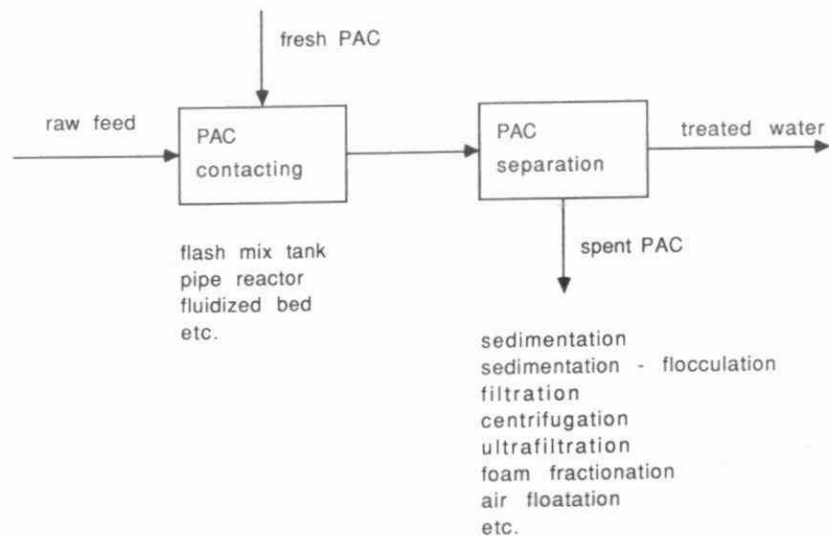 fresh PAC
raw feed
PAC
contacting
PAC
separation
treated water
flash mix tank
pipe reactor
fluidized bed
etc.
spent PAC
sedimentation
sedimentation - flocculation
filtration
centrifugation
ultrafiltration
foam fractionation
air floatation
etc.